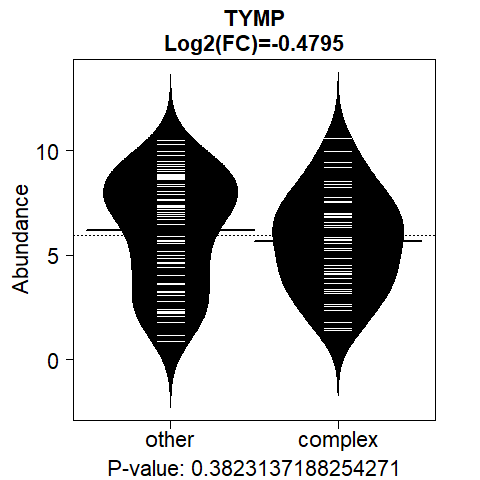 TYMP
Log2(FC)=-0.4795
Abundance
10
5
0
other
complex
P-value: 0.3823137188254271